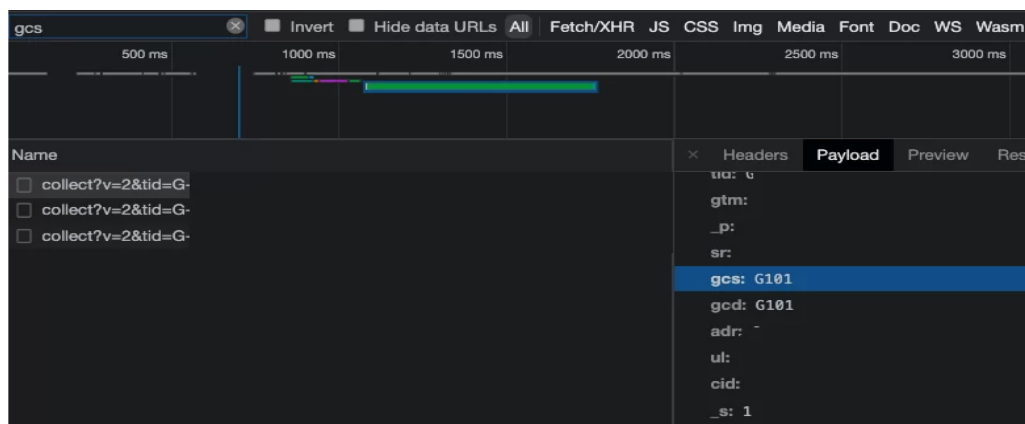 gcs Invert Hide data URLs All Fetch/XHR JS CSS Img Media Font Doc WS Wasm
500 ms 1000 ms 1500 ms 2000 ms 2500 ms 3000 ms
Name
collect?v=2&tid=G-
collect?v=2&tid=G-
collect?v=2&tid=G-
× Headers Payload Preview Res
tid: G
gtm:
_p:
sr:
gcs: G101
gcd: G101
adr:
ul:
cid:
_s: 1